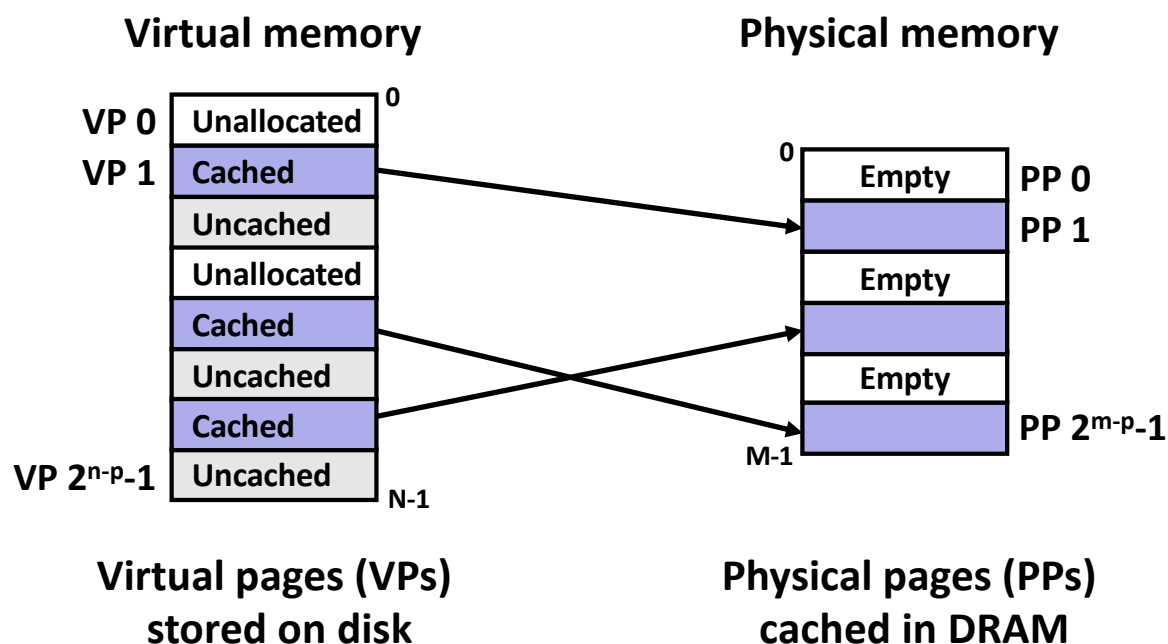 Virtual memory
Physical memory
0
VP 0 Unallocated
VP 1 Cached
Uncached
Unallocated
Cached
Uncached
Cached
VP 2ⁿ⁻ᵖ-1 Uncached
N-1
0
Empty PP 0
PP 1
Empty
Empty
PP 2ᵐ⁻ᵖ-1
M-1
Virtual pages (VPs)
stored on disk
Physical pages (PPs)
cached in DRAM